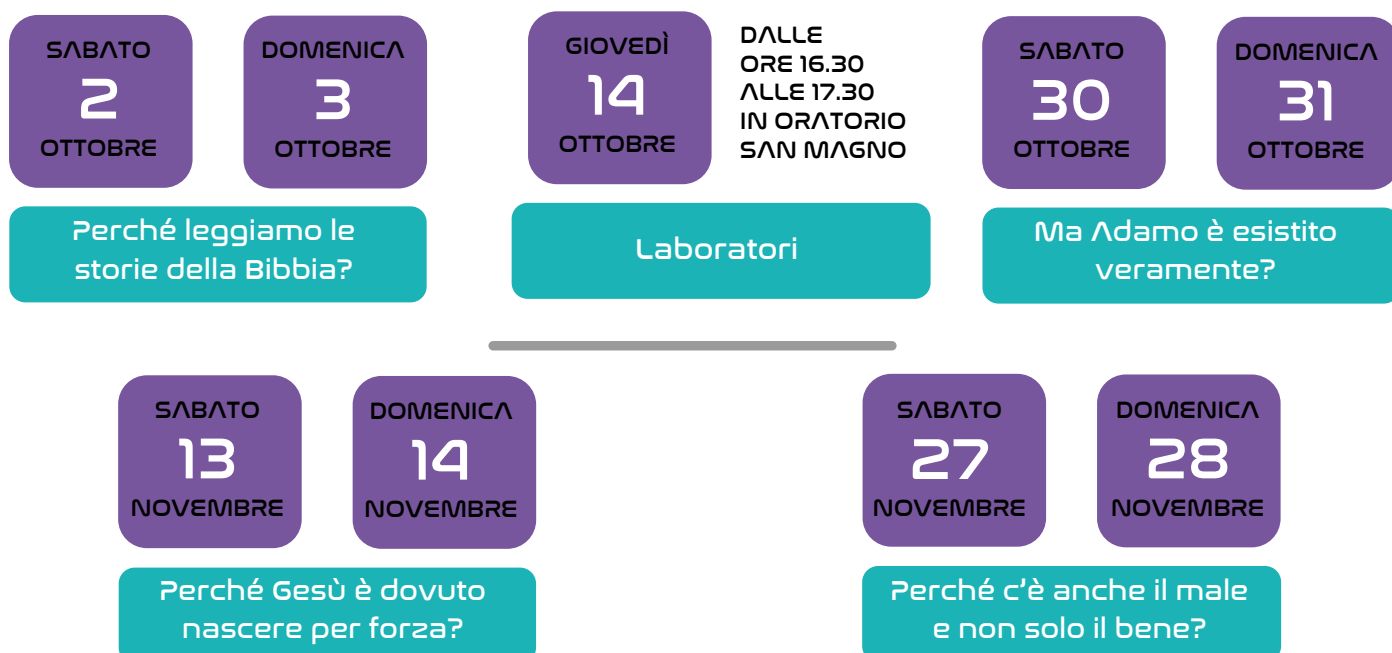 SABATO
2
OTTOBRE
DOMENICA
3
OTTOBRE
Perché leggiamo le
storie della Bibbia?
GIOVEDÌ
14
OTTOBRE
DALLE
ORE 16.30
ALLE 17.30
IN ORATORIO
SAN MAGNO
Laboratori
SABATO
30
OTTOBRE
DOMENICA
31
OTTOBRE
Ma Adamo è esistito
veramente?
SABATO
13
NOVEMBRE
DOMENICA
14
NOVEMBRE
Perché Gesù è dovuto
nascere per forza?
SABATO
27
NOVEMBRE
DOMENICA
28
NOVEMBRE
Perché c'è anche il male
e non solo il bene?